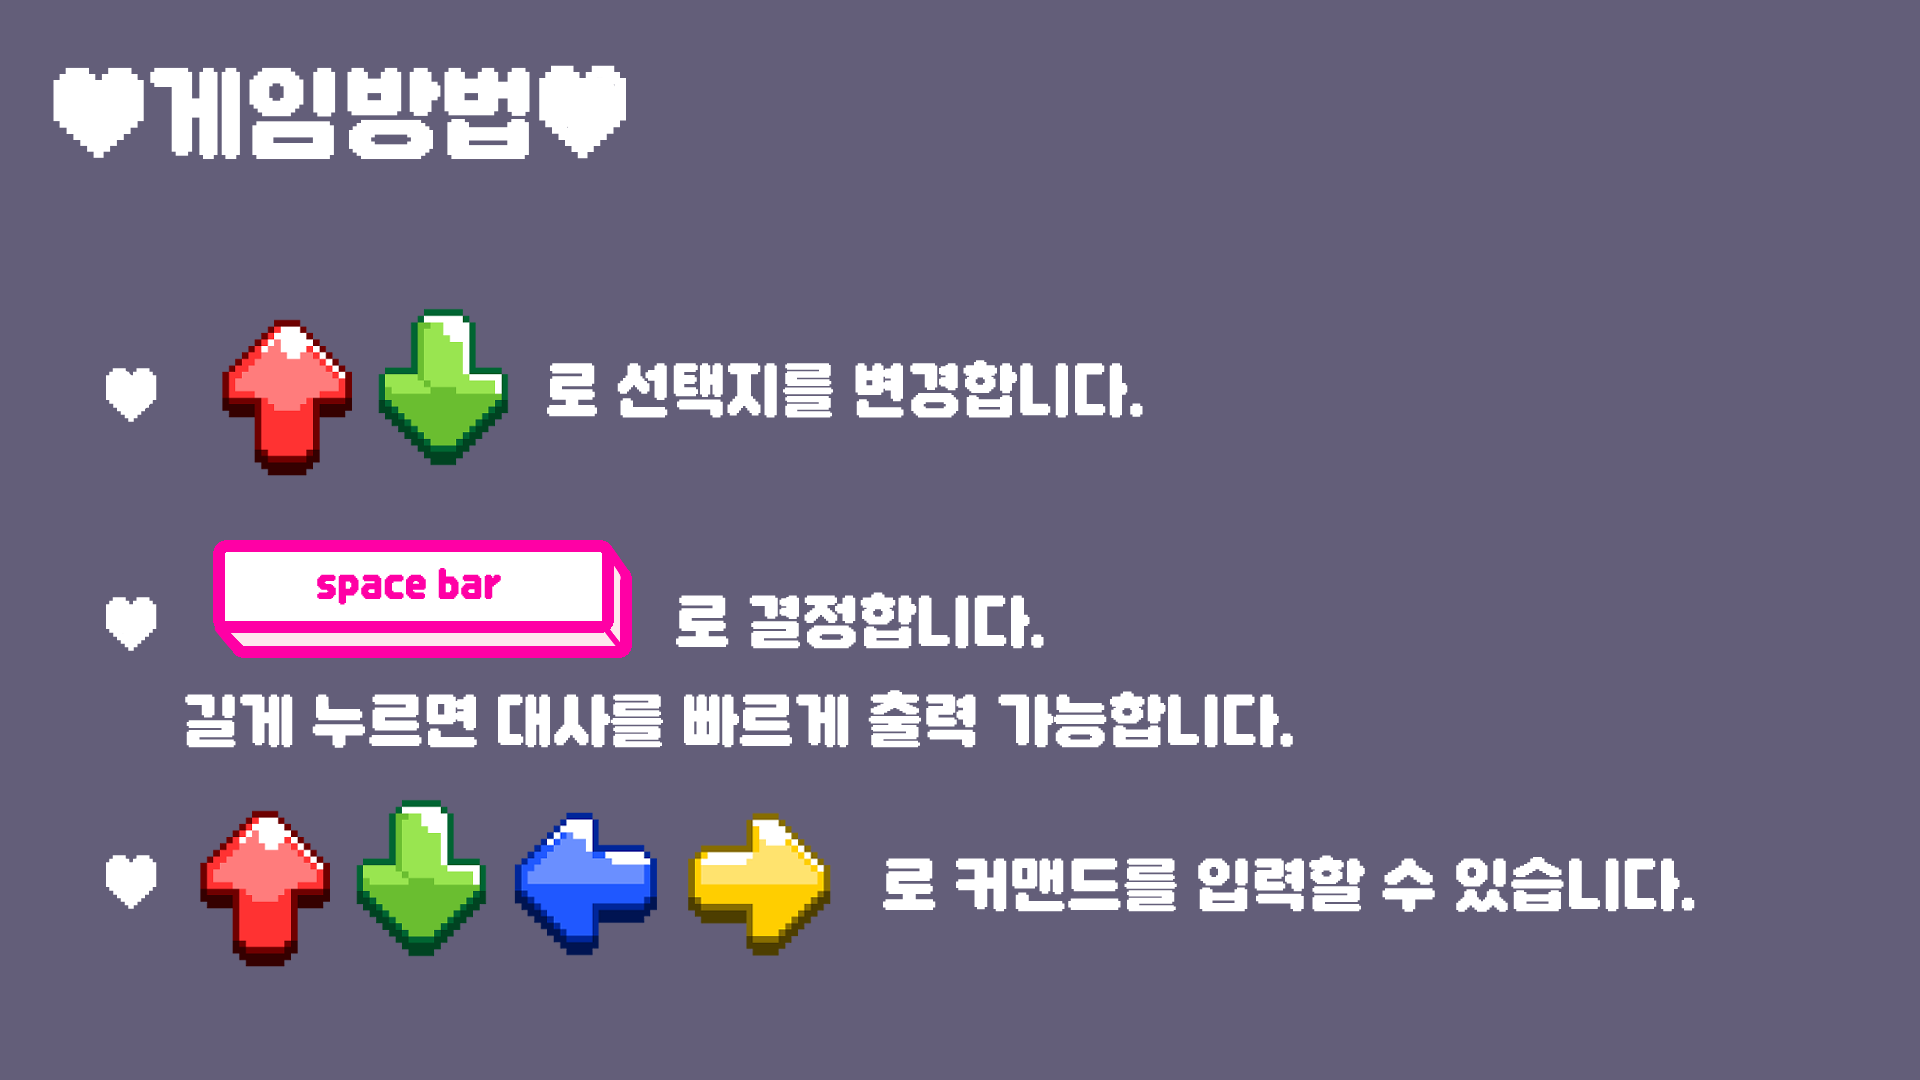 ♥게임방법♥
♥ 로 선택지를 변경합니다.
♥ space bar 로 결정합니다.
길게 누르면 대사를 빠르게 출력 가능합니다.
♥ 로 커맨드를 입력할 수 있습니다.